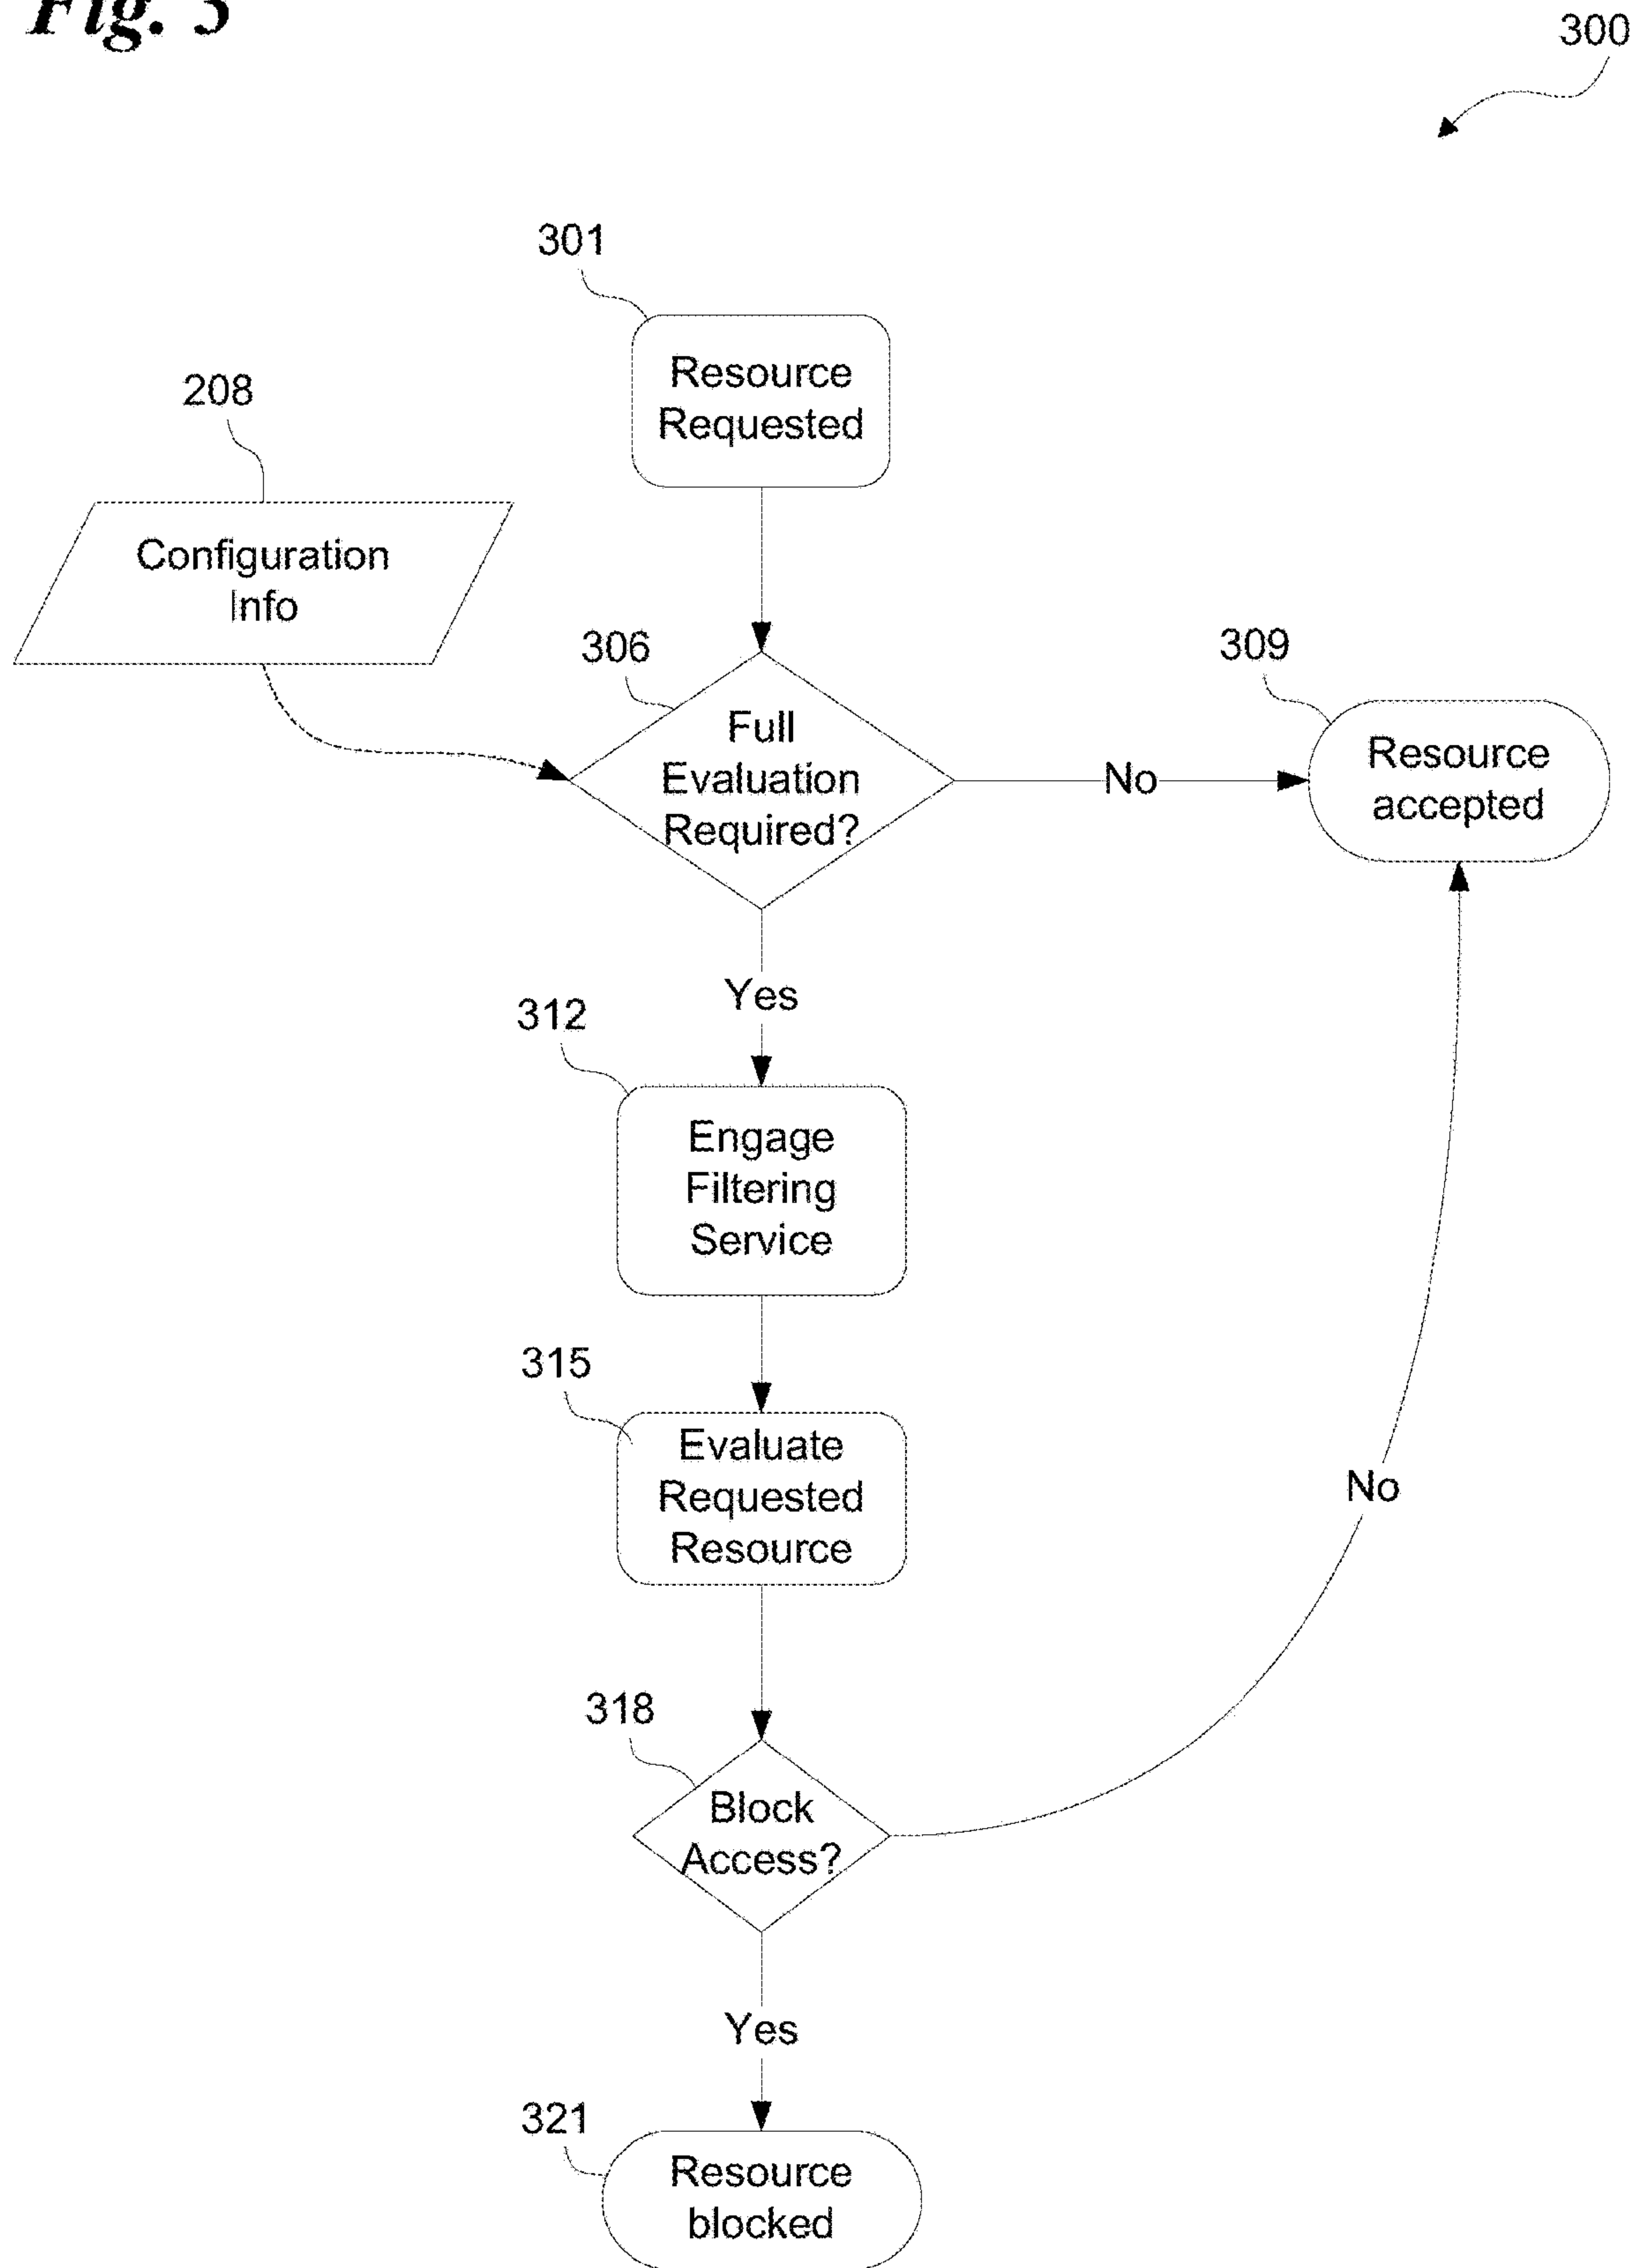 Fig. 3
300
301
Resource
Requested
208
Configuration
Info
306
Full
Evaluation
Required?
No
309
Resource
accepted
Yes
312
Engage
Filtering
Service
315
Evaluate
Requested
Resource
No
318
Block
Access?
Yes
321
Resource
blocked